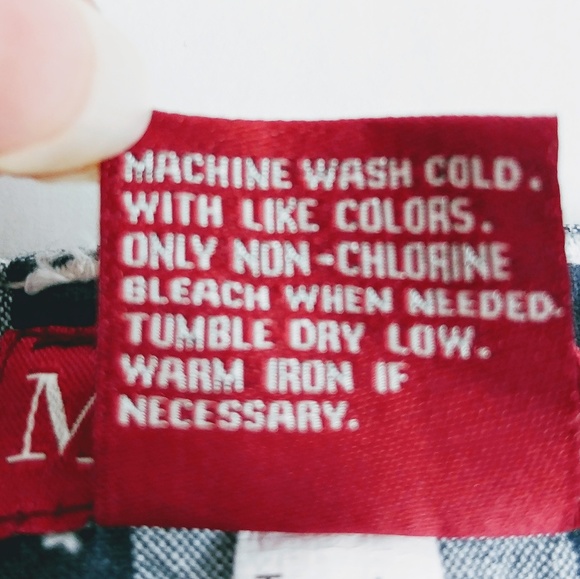 MACHINE WASH COLD.
WITH LIKE COLORS.
ONLY NON-CHLORINE
BLEACH WHEN NEEDED.
TUMBLE DRY LOW.
WARM IRON IF
NECESSARY.
M